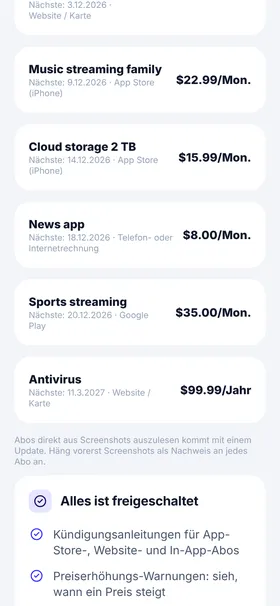 Nächste: 3.12.2026 ·
Website / Karte
Music streaming family
Nächste: 9.12.2026 · App Store
(iPhone)
$22.99/Mon.
Cloud storage 2 TB
Nächste: 14.12.2026 · App Store
(iPhone)
$15.99/Mon.
News app
Nächste: 18.12.2026 · Telefon- oder
Internetrechnung
$8.00/Mon.
Sports streaming
Nächste: 20.12.2026 · Google
Play
$35.00/Mon.
Antivirus
Nächste: 11.3.2027 · Website /
Karte
$99.99/Jahr
Abos direkt aus Screenshots auszulesen kommt mit einem
Update. Häng vorerst Screenshots als Nachweis an jedes
Abo an.
Alles ist freigeschaltet
Kündigungsanleitungen für App-
Store-, Website- und In-App-Abos
Preiserhöhungs-Warnungen: sieh,
wann ein Preis steigt